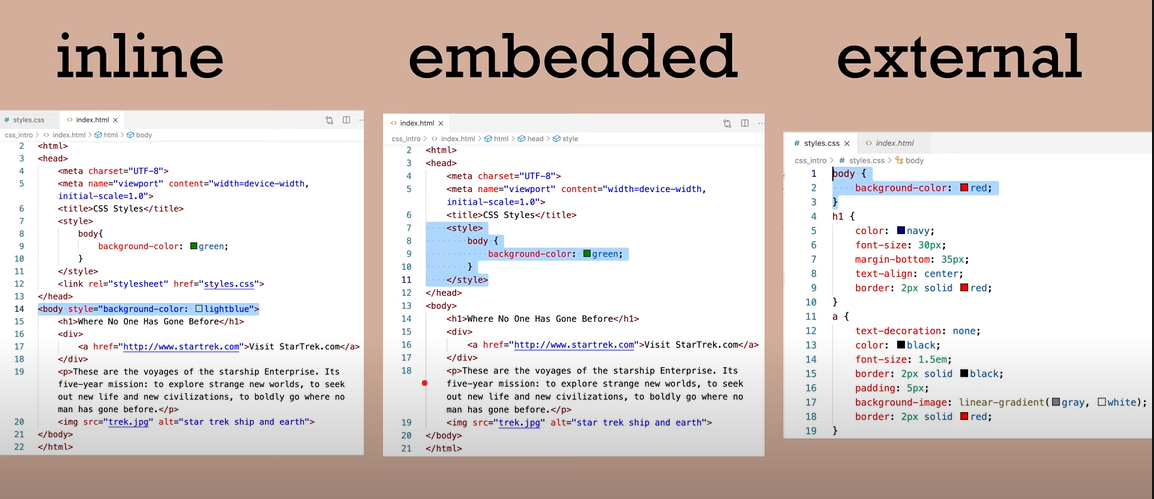 inline
embedded
external
styles.css
index.html
css_intro > index.html > html > body
2 <html>
3 <head>
4 <meta charset="UTF-8">
5 <meta name="viewport" content="width=device-width,
initial-scale=1.0">
6 <title>CSS Styles</title>
7 <style>
8 body{
9 background-color: green;
10 }
11 </style>
12 <link rel="stylesheet" href="styles.css">
13 </head>
14 <body style="background-color: lightblue">
15 <h1>Where No One Has Gone Before</h1>
16 <div>
17 <a href="http://www.startrek.com">Visit StarTrek.com</a>
18 </div>
19 <p>These are the voyages of the starship Enterprise. Its
five-year mission: to explore strange new worlds, to seek
out new life and new civilizations, to boldly go where no
man has gone before.</p>
20 <img src="trek.jpg" alt="star trek ship and earth">
21 </body>
22 </html>
index.html
css_intro > index.html > html > head > style
2 <html>
3 <head>
4 <meta charset="UTF-8">
5 <meta name="viewport" content="width=device-width,
initial-scale=1.0">
6 <title>CSS Styles</title>
7 <style>
8 body {
9 background-color: green;
10 }
11 </style>
12 </head>
13 <body>
14 <h1>Where No One Has Gone Before</h1>
15 <div>
16 <a href="http://www.startrek.com">Visit StarTrek.com</a>
17 </div>
18 <p>These are the voyages of the starship Enterprise. Its
five-year mission: to explore strange new worlds, to seek
out new life and new civilizations, to boldly go where no
man has gone before.</p>
19 <img src="trek.jpg" alt="star trek ship and earth">
20 </body>
21 </html>
styles.css
index.html
css_intro > styles.css > body
1 body {
2 background-color: red;
3 }
4 h1 {
5 color: navy;
6 font-size: 30px;
7 margin-bottom: 35px;
8 text-align: center;
9 border: 2px solid red;
10 }
11 a {
12 text-decoration: none;
13 color: black;
14 font-size: 1.5em;
15 border: 2px solid black;
16 padding: 5px;
17 background-image: linear-gradient(gray, white);
18 border: 2px solid red;
19 }